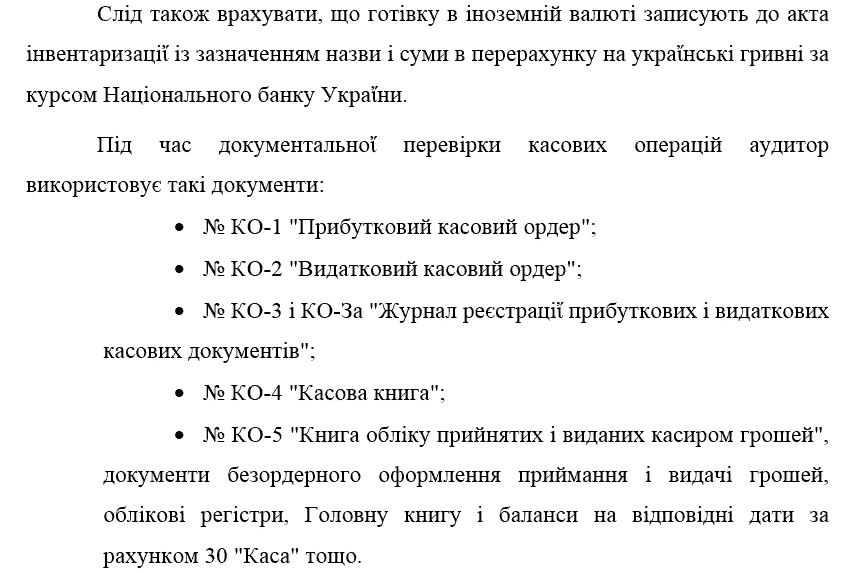 Слід також врахувати, що готівку в іноземній валюті записують до акта
інвентаризації із зазначенням назви і суми в перерахунку на українські гривні за
курсом Національного банку України.
Під час документальної перевірки касових операцій аудитор
використовує такі документи:
• № КО-1 "Прибутковий касовий ордер";
• № КО-2 "Видатковий касовий ордер";
• № КО-3 і КО-За "Журнал реєстрації прибуткових і видаткових
касових документів";
• № КО-4 "Касова книга";
• № КО-5 "Книга обліку прийнятих і виданих касиром грошей",
документи безордерного оформлення приймання і видачі грошей,
облікові регістри, Головну книгу і баланси на відповідні дати за
рахунком 30 "Каса" тощо.